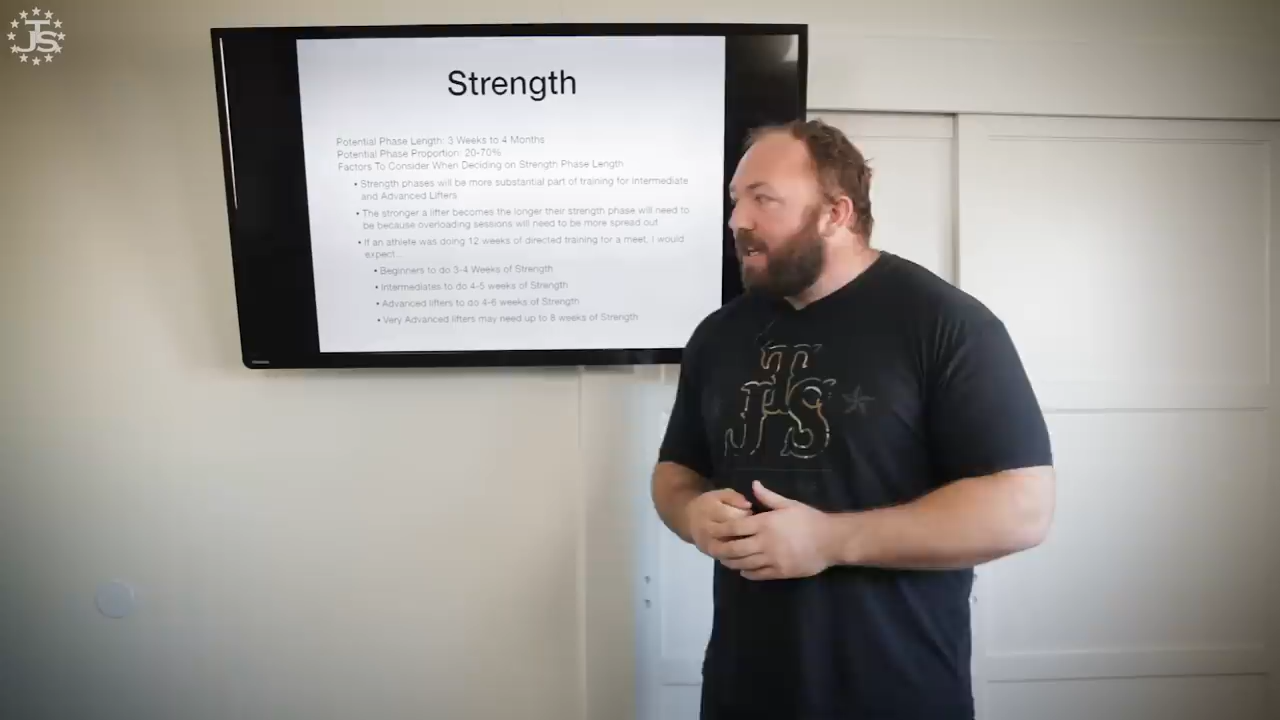 JTS
Strength
Potential Phase Length: 3 Weeks to 4 Months
Potential Phase Proportion: 20-70%
Factors To Consider When Deciding on Strength Phase Length
• Strength phases will be more substantial part of training for Intermediate
and Advanced Lifters
• The stronger a lifter becomes the longer their strength phase will need to
be because overloading sessions will need to be more spread out.
• If an athlete was doing 12 weeks of directed training for a meet, I would
expect...
• Beginners to do 3-4 Weeks of Strength
• Intermediates to do 4-5 weeks of Strength
• Advanced lifters to do 4-6 weeks of Strength
• Very Advanced lifters may need up to 8 weeks of Strength
JTS